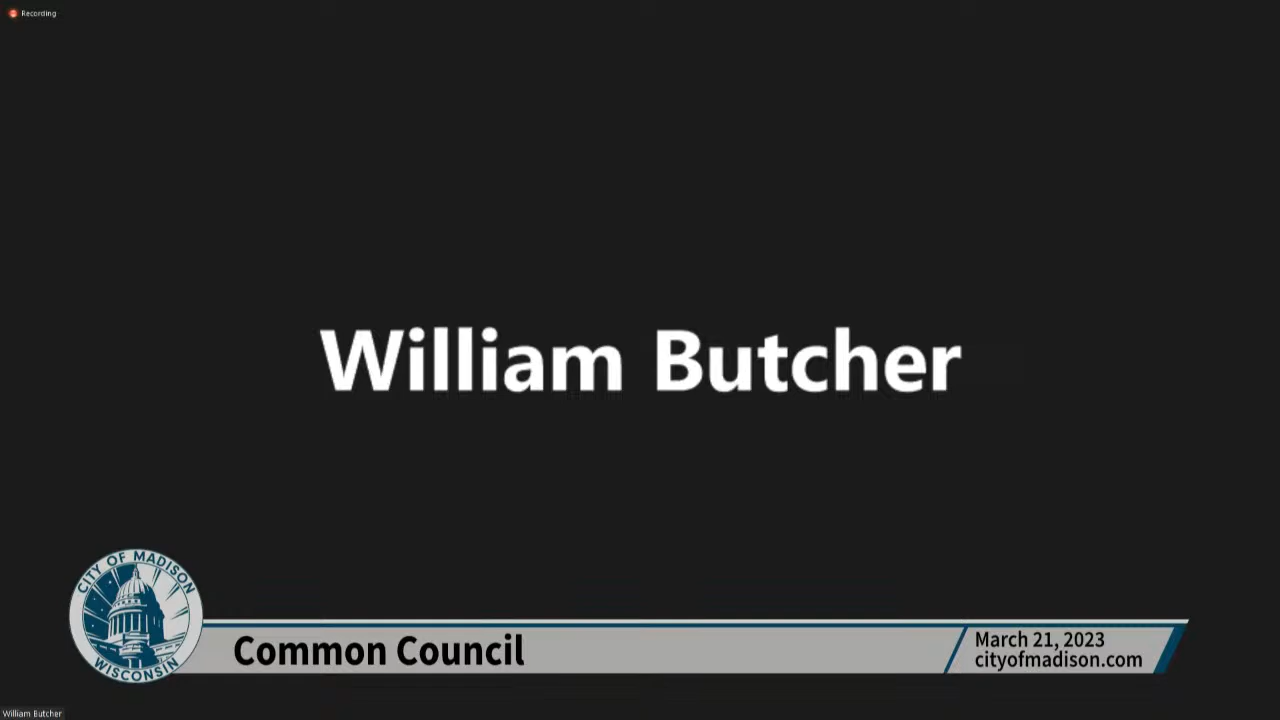 Recording
William Butcher
CITY OF MADISON
WISCONSIN
Common Council
March 21, 2023
cityofmadison.com
William Butcher